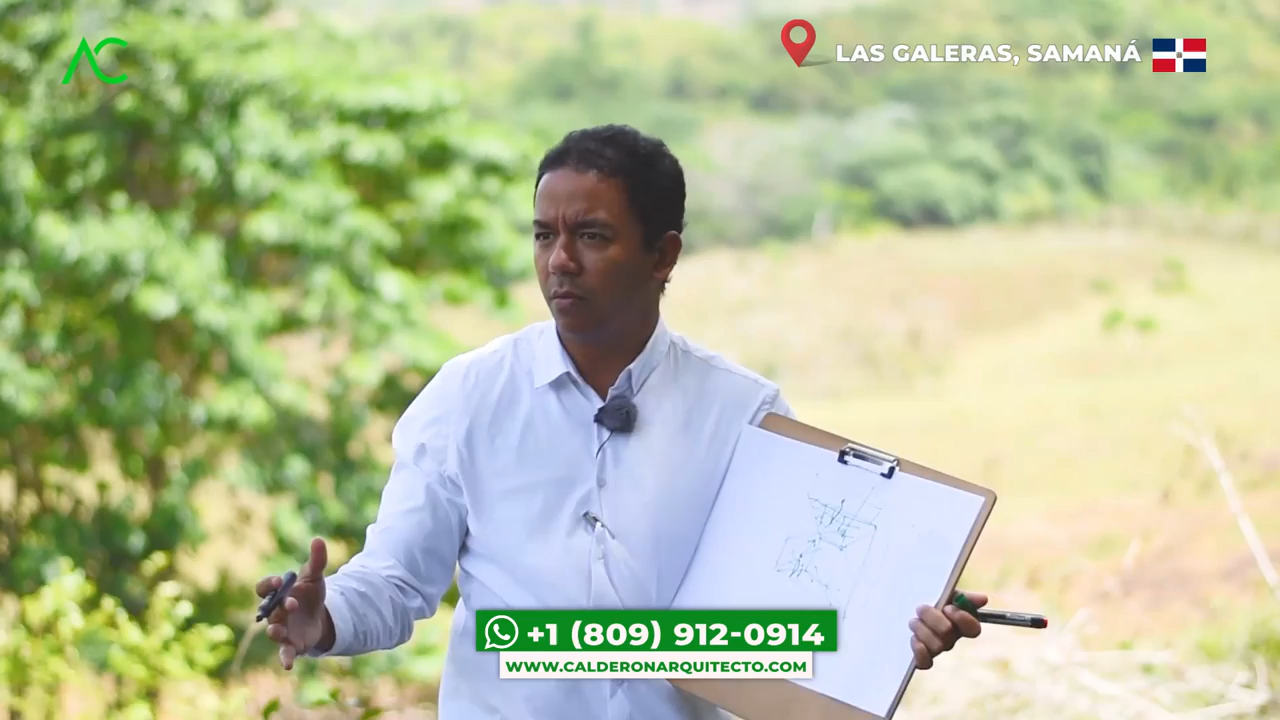 AC
LAS GALERAS, SAMANÁ
+1 (809) 912-0914
WWW.CALDERONARQUITECTO.COM